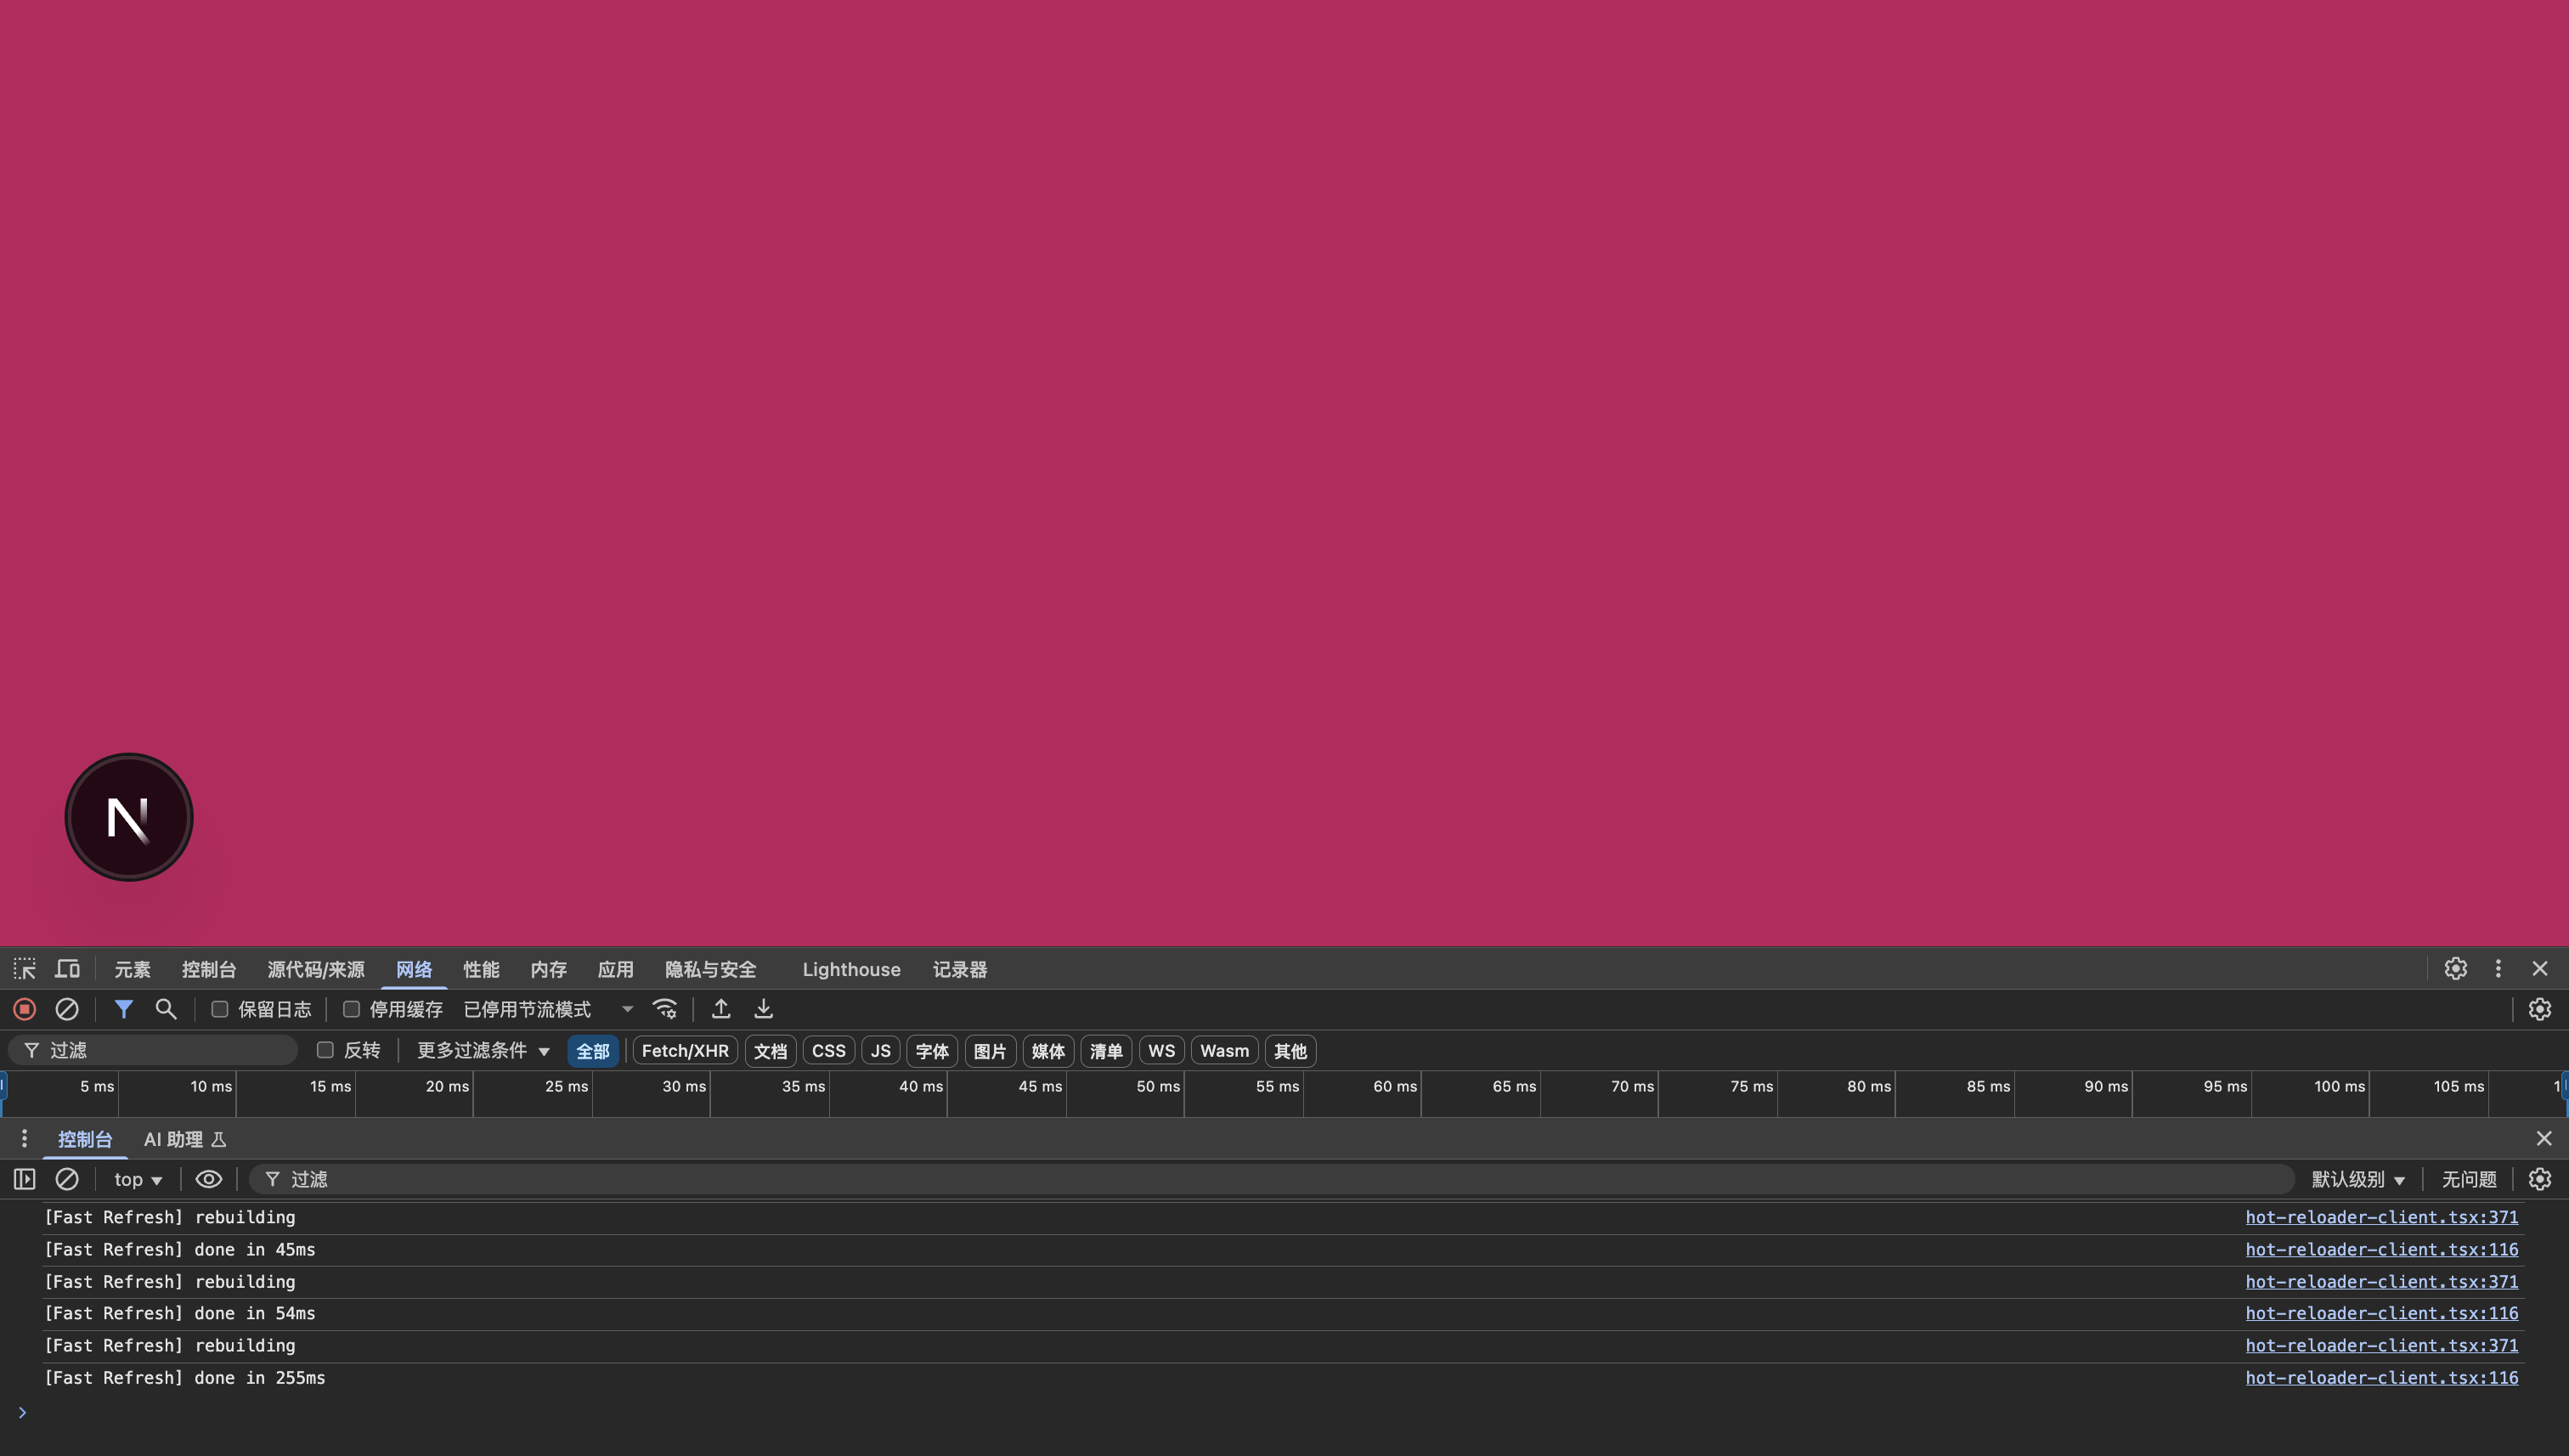 N
元素 控制台 源代码/来源 网络 性能 内存 应用 隐私与安全 Lighthouse 记录器
保留日志 停用缓存 已停用节流模式
过滤 反转 更多过滤条件 全部 Fetch/XHR 文档 CSS JS 字体 图片 媒体 清单 WS Wasm 其他
5 ms 10 ms 15 ms 20 ms 25 ms 30 ms 35 ms 40 ms 45 ms 50 ms 55 ms 60 ms 65 ms 70 ms 75 ms 80 ms 85 ms 90 ms 95 ms 100 ms 105 ms
控制台 AI 助理
top 过滤 默认级别 无问题
[Fast Refresh] rebuilding hot-reloader-client.tsx:371
[Fast Refresh] done in 45ms hot-reloader-client.tsx:116
[Fast Refresh] rebuilding hot-reloader-client.tsx:371
[Fast Refresh] done in 54ms hot-reloader-client.tsx:116
[Fast Refresh] rebuilding hot-reloader-client.tsx:371
[Fast Refresh] done in 255ms hot-reloader-client.tsx:116